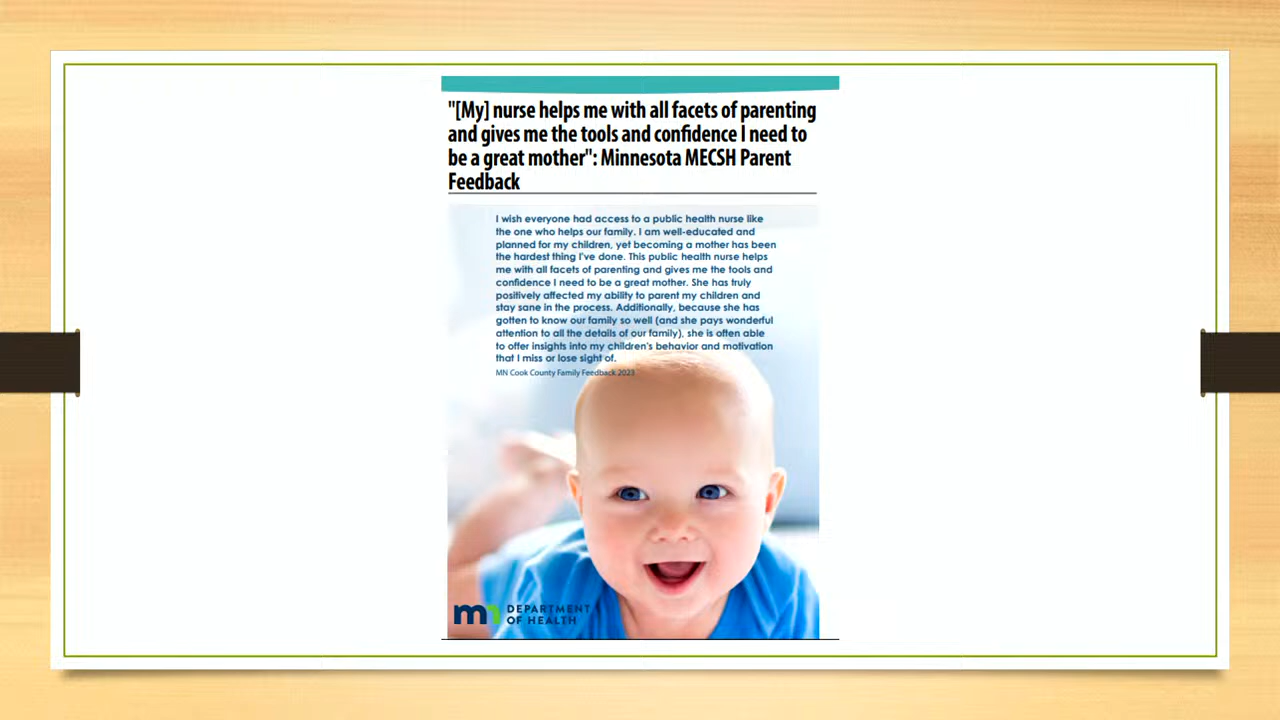 "[My] nurse helps me with all facets of parenting
and gives me the tools and confidence I need to
be a great mother": Minnesota MECSH Parent
Feedback
I wish everyone had access to a public health nurse like
the one who helps our family. I am well-educated and
planned for my children, yet becoming a mother has been
the hardest thing I've done. This public health nurse helps
me with all facets of parenting and gives me the tools and
confidence I need to be a great mother. She has truly
positively affected my ability to parent my children and
stay sane in the process. Additionally, because she has
gotten to know our family so well (and she pays wonderful
attention to all the details of our family), she is often able
to offer insights into my children's behavior and motivation
that I miss or lose sight of.
MN Cook County Family Feedback 2023
mn DEPARTMENT
OF HEALTH